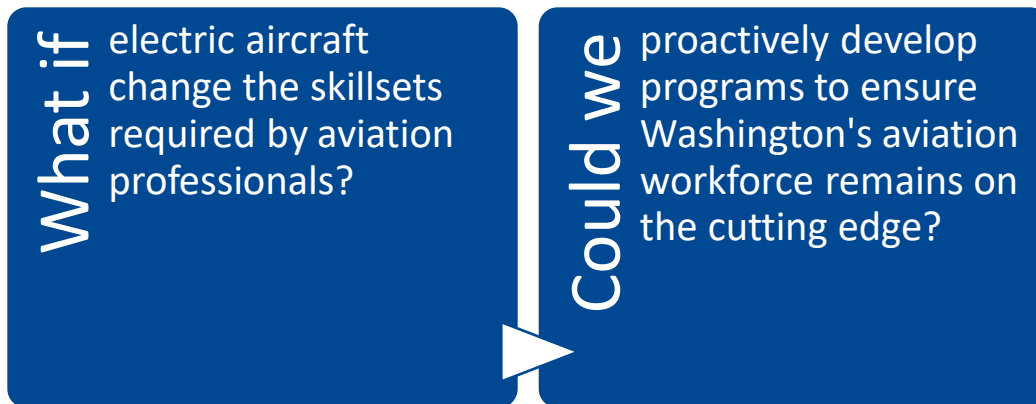 What if
electric aircraft
change the skillsets
required by aviation
professionals?
Could we
proactively develop
programs to ensure
Washington's aviation
workforce remains on
the cutting edge?